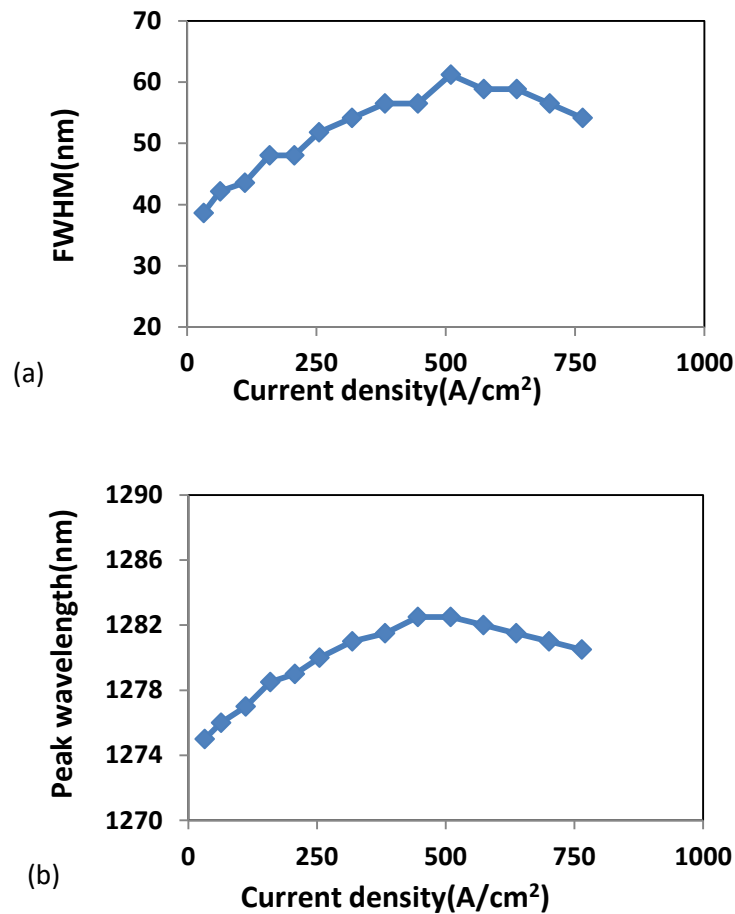 70
60
50
40
30
20
FWHM(nm)
0 250 500 750 1000
Current density(A/cm²)
(a)
1290
1286
1282
1278
1274
1270
Peak wavelength(nm)
0 250 500 750 1000
Current density(A/cm²)
(b)